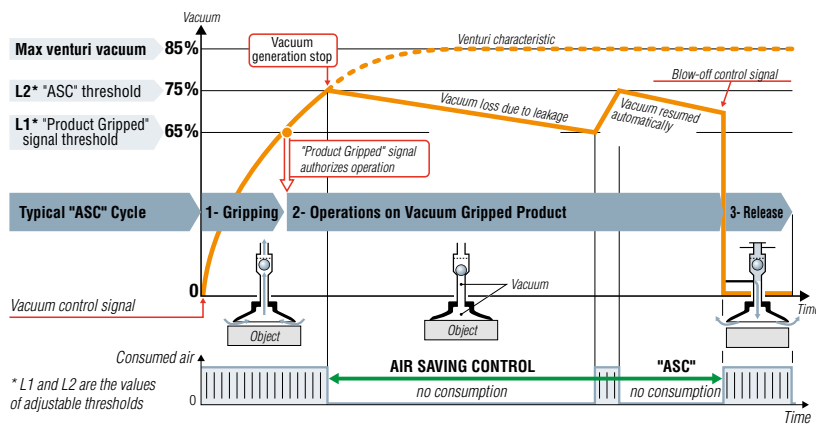 Vacuum
Max venturi vacuum
85%
Vacuum
generation stop
Venturi characteristic
L2* "ASC" threshold
75%
Blow-off control signal
Vacuum loss due to leakage
Vacuum resumed
automatically
L1* "Product Gripped"
signal threshold
65%
"Product Gripped" signal
authorizes operation
Typical "ASC" Cycle
1- Gripping
2- Operations on Vacuum Gripped Product
3- Release
0
Vacuum control signal
Time
Vacuum
Object
Object
Consumed air
AIR SAVING CONTROL
"ASC"
no consumption
no consumption
* L1 and L2 are the values
of adjustable thresholds
0
Time